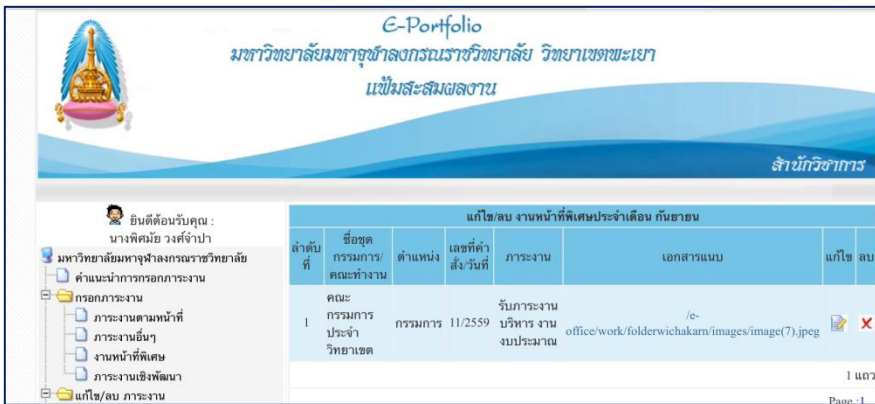 E-Portfolio
มหาวิทยาลัยมหาจุฬาลงกรณราชวิทยาลัย วิทยาเขตพะเยา
แฟ้มสะสมผลงาน
สำนักวิชาการ
ยินดีต้อนรับคุณ :
นางพิศมัย วงศ์จำปา
มหาวิทยาลัยมหาจุฬาลงกรณราชวิทยาลัย
คำแนะนำการกรอกภาระงาน
กรอกภาระงาน
ภาระงานตามหน้าที่
ภาระงานอื่นๆ
งานหน้าที่พิเศษ
ภาระงานเชิงพัฒนา
แก้ไข/ลบ ภาระงาน
แก้ไข/ลบ งานหน้าที่พิเศษประจำเดือน กันยายน
ลำดับ
ที่
ชื่อชุด
กรรมการ/
คณะทำงาน
ตำแหน่ง
เลขที่คำ
สั่ง/วันที่
ภาระงาน
เอกสารแนบ
แก้ไข
ลบ
1
คณะ
กรรมการ
ประจำ
วิทยาเขต
กรรมการ
11/2559
รับภาระงาน
บริหาร งาน
งบประมาณ
/e-
office/work/folderwichakarn/images/image(7).jpeg
1 แถว
Page :1